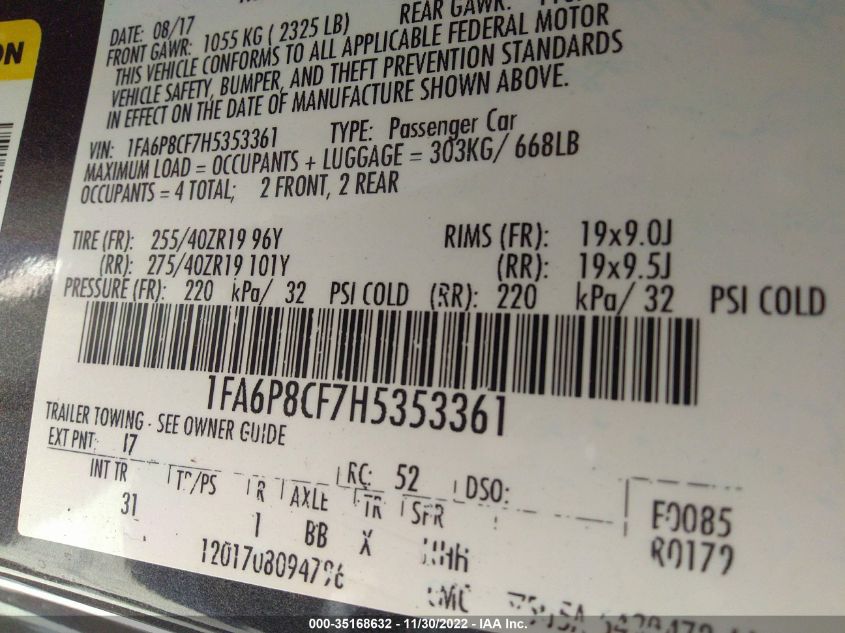 ON
DATE: 08/17
FRONT GAWR: 1055 KG ( 2325 LB) REAR GAWR:
THIS VEHICLE CONFORMS TO ALL APPLICABLE FEDERAL MOTOR
VEHICLE SAFETY, BUMPER, AND THEFT PREVENTION STANDARDS
IN EFFECT ON THE DATE OF MANUFACTURE SHOWN ABOVE.
VIN: 1FA6P8CF7H5353361 TYPE: Passenger Car
MAXIMUM LOAD = OCCUPANTS + LUGGAGE = 303KG/ 668LB
OCCUPANTS = 4 TOTAL; 2 FRONT, 2 REAR
TIRE (FR): 255/40ZR19 96Y RIMS (FR): 19x9.0J
(RR): 275/40ZR19 101Y (RR): 19x9.5J
PRESSURE (FR): 220 kPa/ 32 PSI COLD (RR): 220 kPa/ 32 PSI COLD
1FA6P8CF7H5353361
TRAILER TOWING - SEE OWNER GUIDE
EXT PNT: 17 RC: 52 DSO:
INT TR TP/PS R AXLE TR SPR
31 1 BB X
R0179
000-35168632 - 11/30/2022 - IAA Inc.